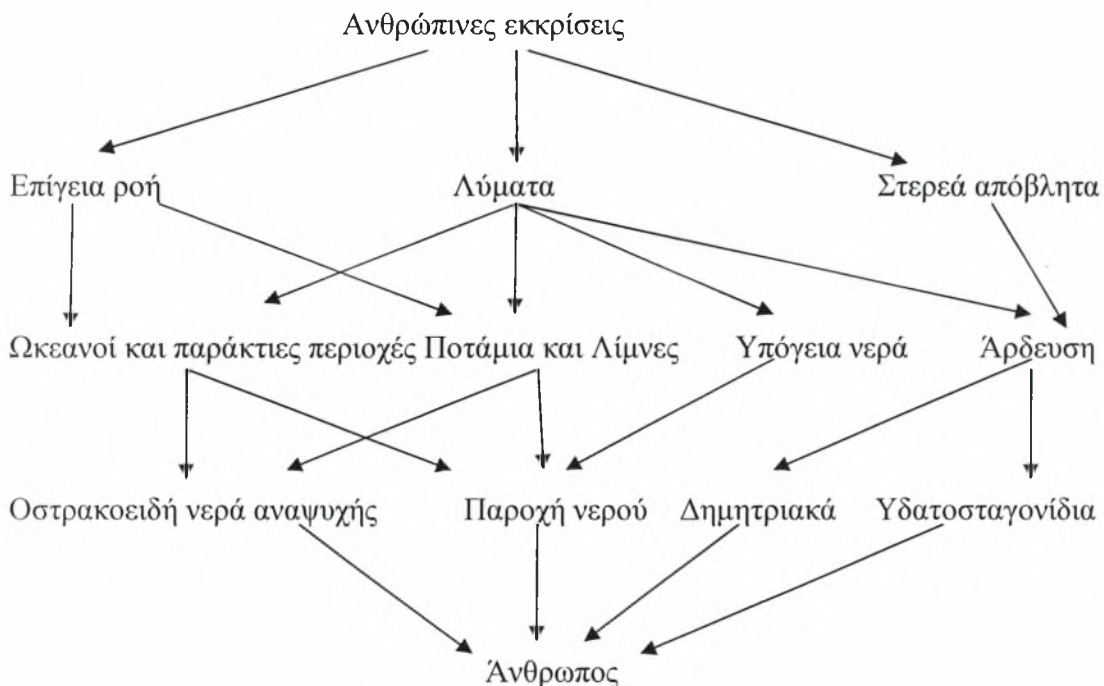 Ανθρώπινες εκκρίσεις
Επίγεια ροή Λύματα Στερεά απόβλητα
Ωκεανοί και παράκτιες περιοχές Ποτάμια και Λίμνες Υπόγεια νερά Άρδευση
Οστρακοειδή νερά αναψυχής Παροχή νερού Δημητριακά Υδατοσταγονίδια
Άνθρωπος